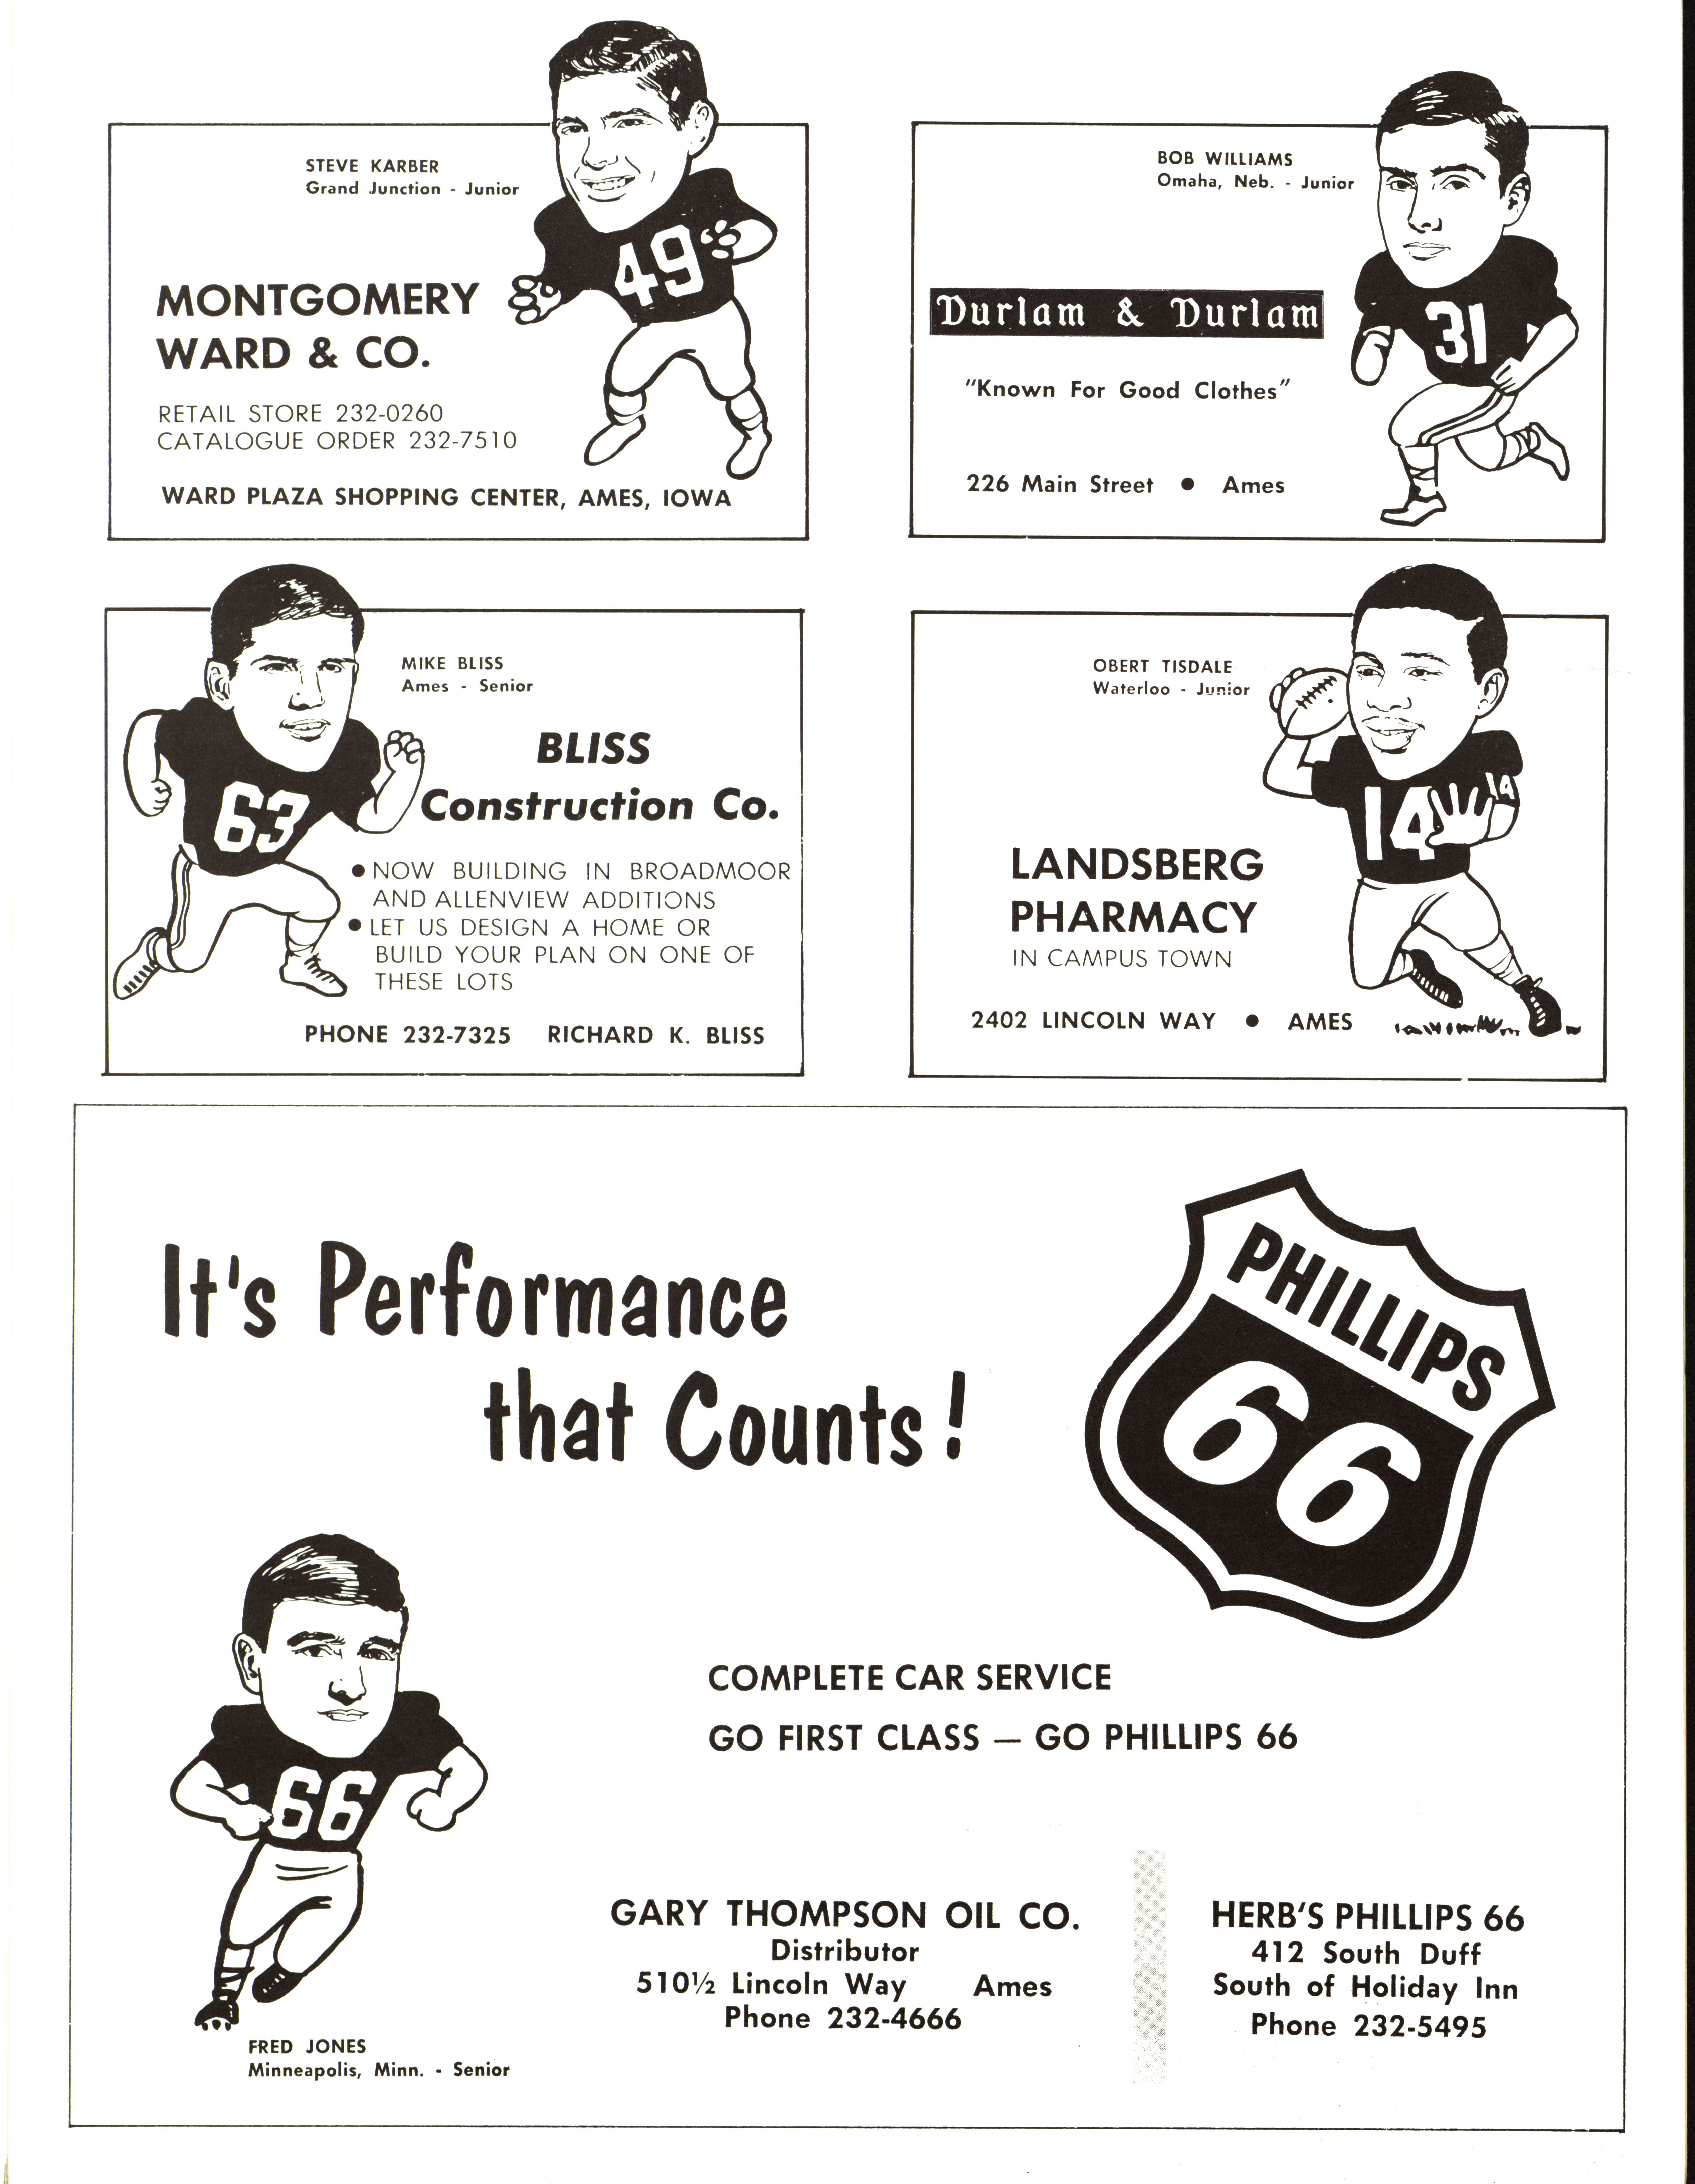 STEVE KARBER
Grand Junction - Junior
49
MONTGOMERY
WARD & CO.
RETAIL STORE 232-0260
CATALOGUE ORDER 232-7510
WARD PLAZA SHOPPING CENTER, AMES, IOWA
BOB WILLIAMS
Omaha, Neb. - Junior
31
Durlam & Durlam
"Known For Good Clothes"
226 Main Street • Ames
MIKE BLISS
Ames - Senior
63
BLISS
Construction Co.
• NOW BUILDING IN BROADMOOR
AND ALLENVIEW ADDITIONS
• LET US DESIGN A HOME OR
BUILD YOUR PLAN ON ONE OF
THESE LOTS
PHONE 232-7325 RICHARD K. BLISS
OBERT TISDALE
Waterloo - Junior
14
14
LANDSBERG
PHARMACY
IN CAMPUS TOWN
2402 LINCOLN WAY • AMES
It's Performance
that Counts!
PHILLIPS
66
66
COMPLETE CAR SERVICE
GO FIRST CLASS — GO PHILLIPS 66
FRED JONES
Minneapolis, Minn. - Senior
GARY THOMPSON OIL CO.
Distributor
510½ Lincoln Way Ames
Phone 232-4666
HERB'S PHILLIPS 66
412 South Duff
South of Holiday Inn
Phone 232-5495